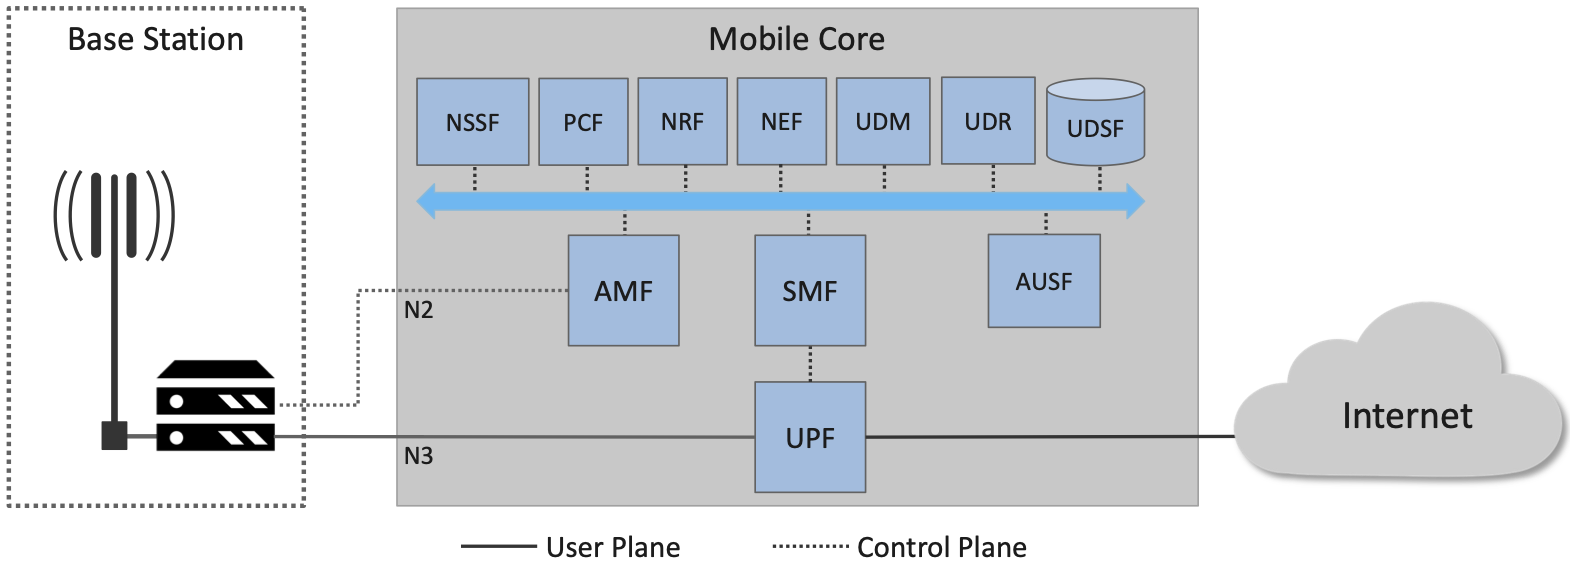 Base Station
Mobile Core
NSSF
PCF
NRF
NEF
UDM
UDR
UDSF
AMF
SMF
AUSF
N2
UPF
N3
Internet
User Plane
Control Plane